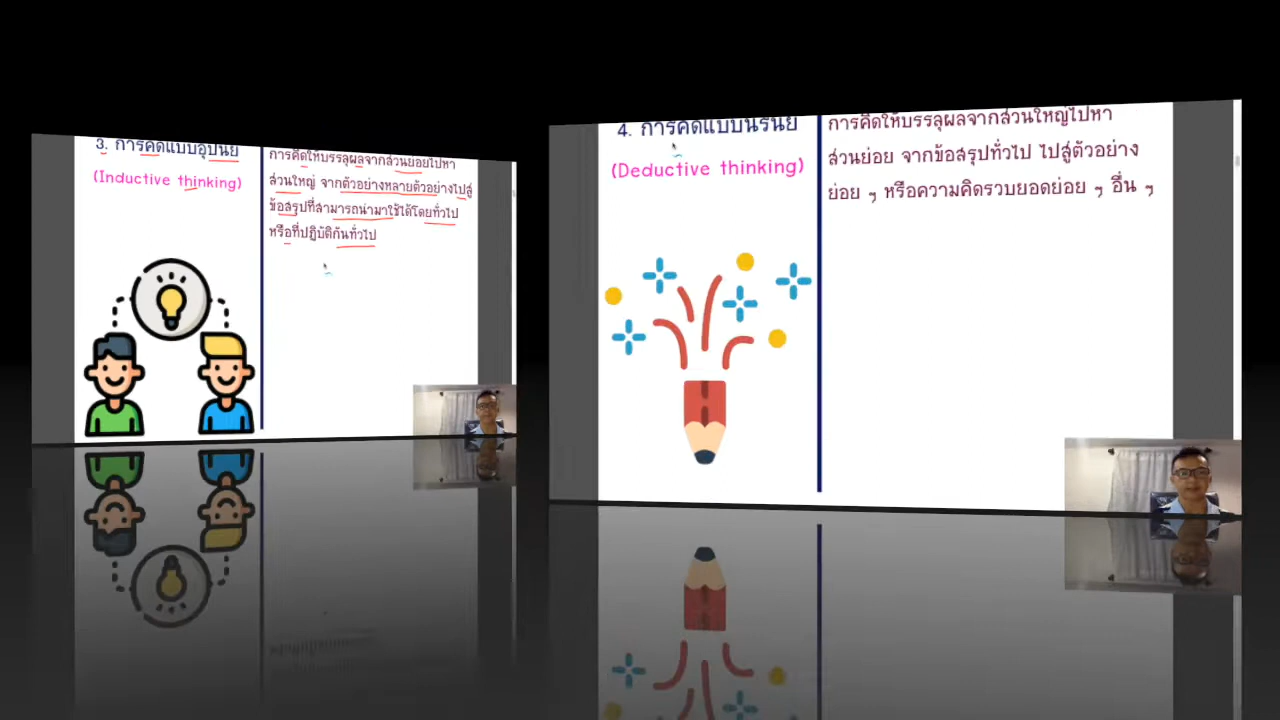 3. การคิดแบบอุปนัย
(Inductive thinking)
การคิดให้บรรลุผลจากส่วนย่อยไปหา
ส่วนใหญ่ จากตัวอย่างหลายตัวอย่างไปสู่
ข้อสรุปที่สามารถนำมาใช้ได้โดยทั่วไป
หรือที่ปฏิบัติกันทั่วไป
4. การคิดแบบนิรนัย
(Deductive thinking)
การคิดให้บรรลุผลจากส่วนใหญ่ไปหา
ส่วนย่อย จากข้อสรุปทั่วไป ไปสู่ตัวอย่าง
ย่อย ๆ หรือความคิดรวบยอดย่อย ๆ อื่น ๆ